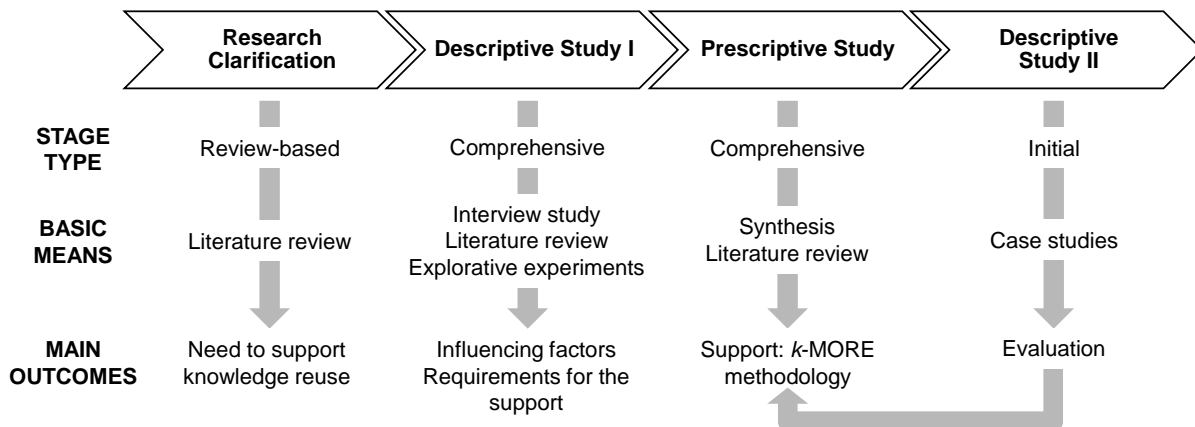 Research
Clarification
Descriptive Study I
Prescriptive Study
Descriptive
Study II
STAGE
TYPE
Review-based
Comprehensive
Comprehensive
Initial
BASIC
MEANS
Literature review
Interview study
Literature review
Explorative experiments
Synthesis
Literature review
Case studies
MAIN
OUTCOMES
Need to support
knowledge reuse
Influencing factors
Requirements for the
support
Support: k-MORE
methodology
Evaluation